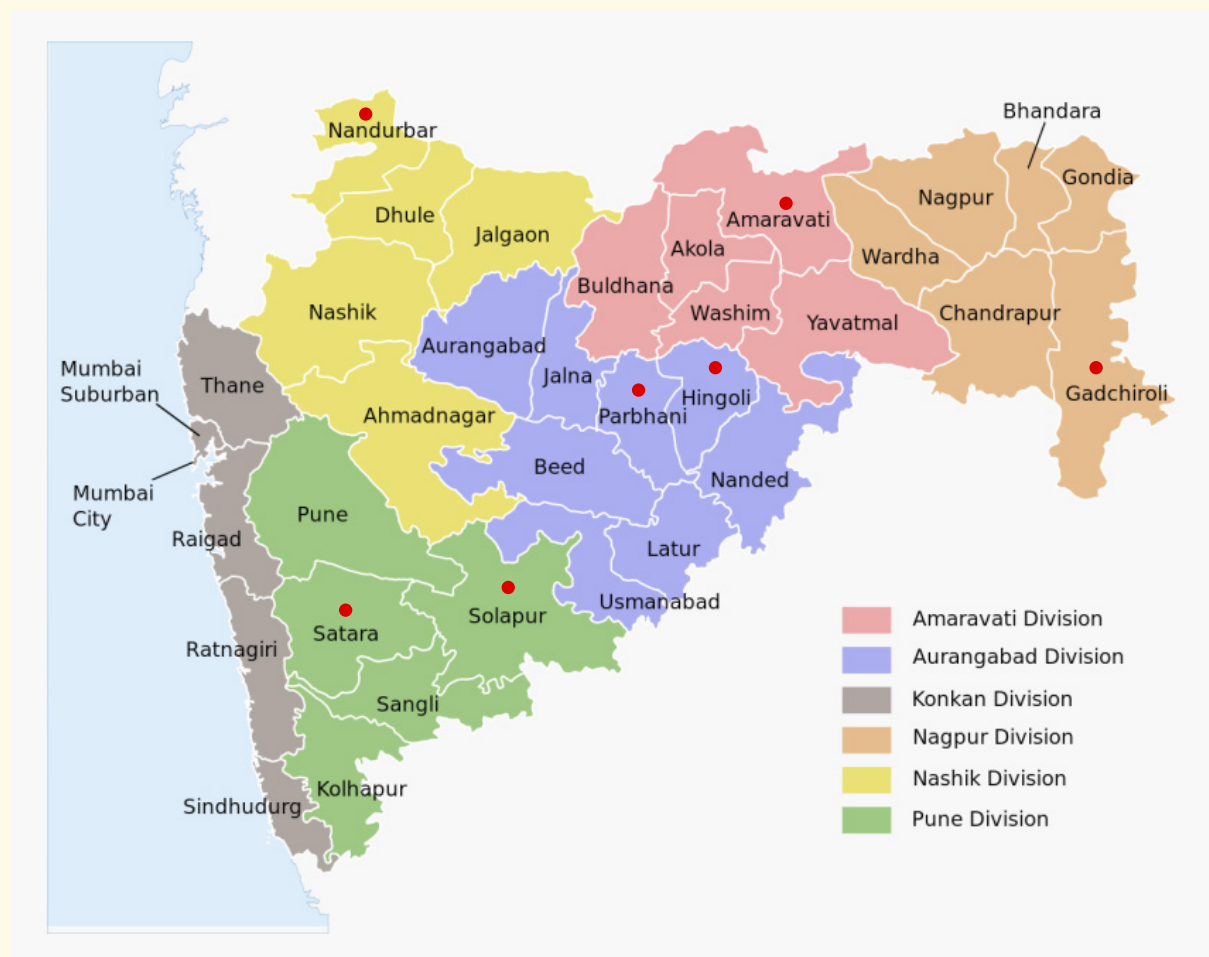 Bhandara
Nandurbar
Gondia
Nagpur
Dhule
Amaravati
Jalgaon
Akola
Wardha
Buldhana
Nashik
Washim
Yavatmal
Chandrapur
Aurangabad
Mumbai
Suburban
Thane
Jalna
Hingoli
Gadchiroli
Ahmadnagar
Parbhani
Beed
Nanded
Mumbai
City
Pune
Raigad
Latur
Usmanabad
Solapur
Satara
Ratnagiri
Sangli
Kolhapur
Sindhudurg
Amaravati Division
Aurangabad Division
Konkan Division
Nagpur Division
Nashik Division
Pune Division